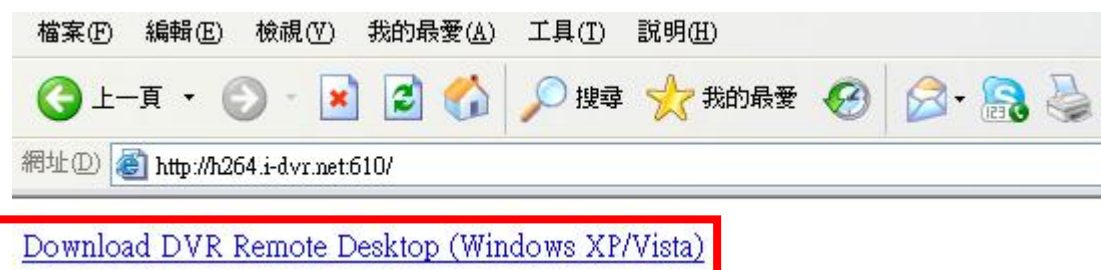 檔案(F) 編輯(E) 檢視(V) 我的最愛(A) 工具(T) 說明(H)
上一頁 搜尋 我的最愛 123
網址(D) http://h264.i-dvr.net:610/
Download DVR Remote Desktop (Windows XP/Vista)